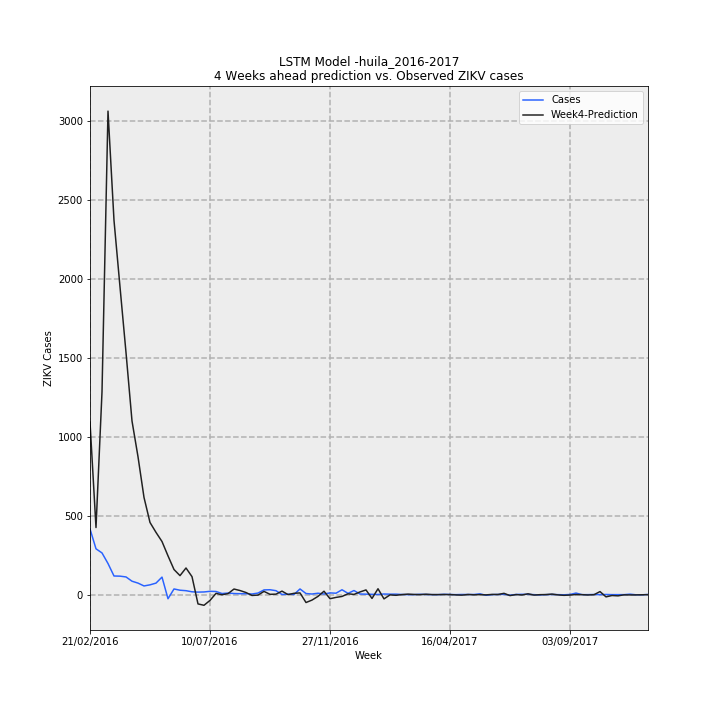 LSTM Model -huila_2016-2017
4 Weeks ahead prediction vs. Observed ZIKV cases
Cases
Week4-Prediction
3000
2500
2000
1500
1000
500
0
ZIKV Cases
21/02/2016
10/07/2016
27/11/2016
16/04/2017
03/09/2017
Week